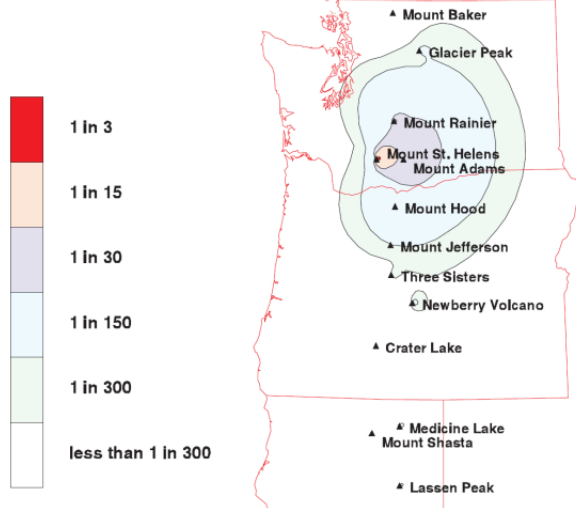 Mount Baker
Glacier Peak
1 in 3
Mount Rainier
1 in 15
Mount St. Helens
Mount Adams
1 in 30
Mount Hood
Mount Jefferson
Three Sisters
1 in 150
Newberry Volcano
Crater Lake
1 in 300
Medicine Lake
Mount Shasta
less than 1 in 300
Lassen Peak